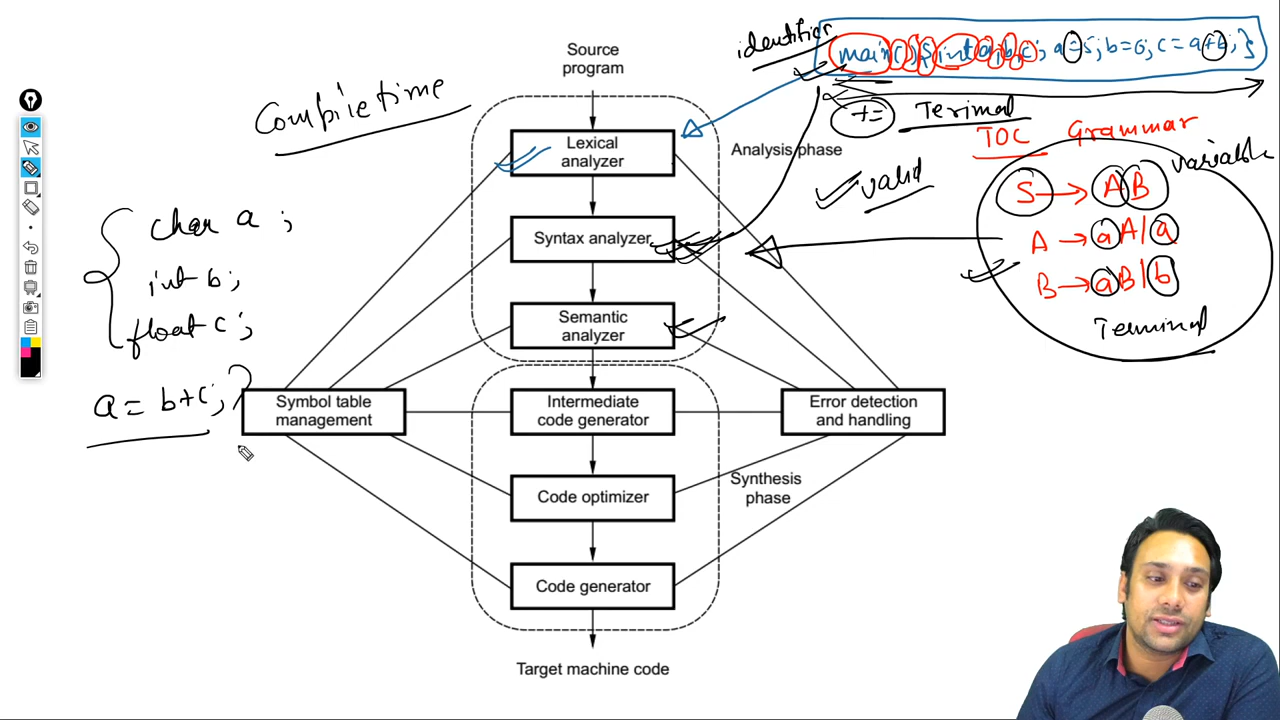 identifier
main(){int a,b,c; a=5;b=6;c=a+b;}
Source
program
Compile time
+=
Terimal
TOC Grammar
Lexical
analyzer
Analysis phase
valid
variable
S → AB
char a ;
Syntax analyzer
A → aA/a
int b ;
B → aB/b
float c ;
Semantic
analyzer
Terminal
a = b+c;
Symbol table
management
Intermediate
code generator
Error detection
and handling
Code optimizer
Synthesis
phase
Code generator
Target machine code